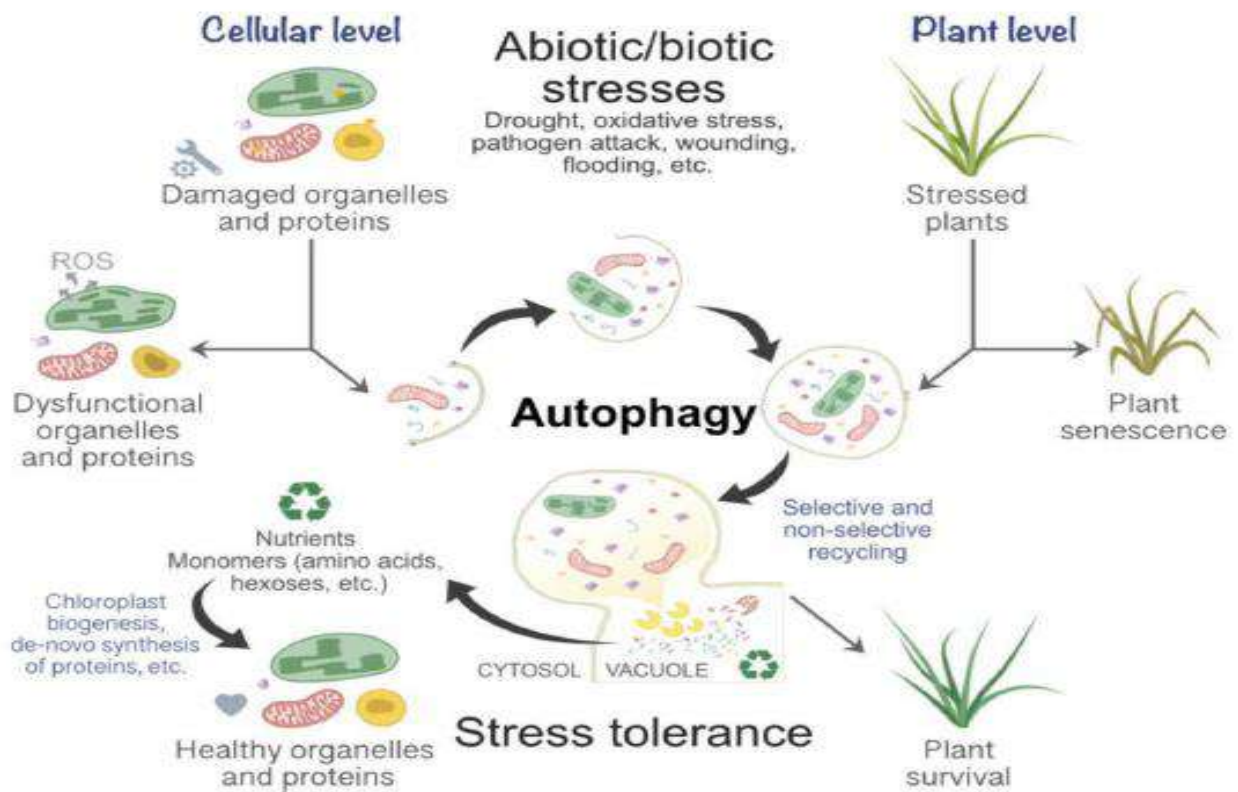 Cellular level
Abiotic/biotic
stresses
Drought, oxidative stress,
pathogen attack, wounding,
flooding, etc.
Plant level
Damaged organelles
and proteins
Stressed
plants
ROS
Dysfunctional
organelles
and proteins
Autophagy
Plant
senescence
Selective and
non-selective
recycling
Nutrients
Monomers (amino acids,
hexoses, etc.)
Chloroplast
biogenesis,
de-novo synthesis
of proteins, etc.
CYTOSOL
VACUOLE
Healthy organelles
and proteins
Stress tolerance
Plant
survival